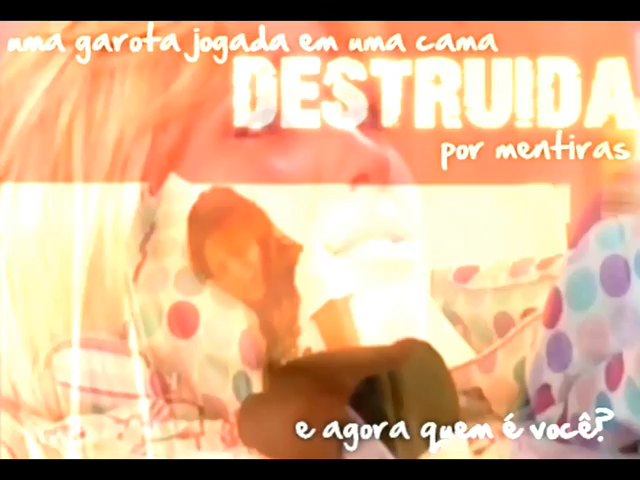 uma garota jogada em uma cama
DESTRUIDA
por mentiras
e agora quem é você?